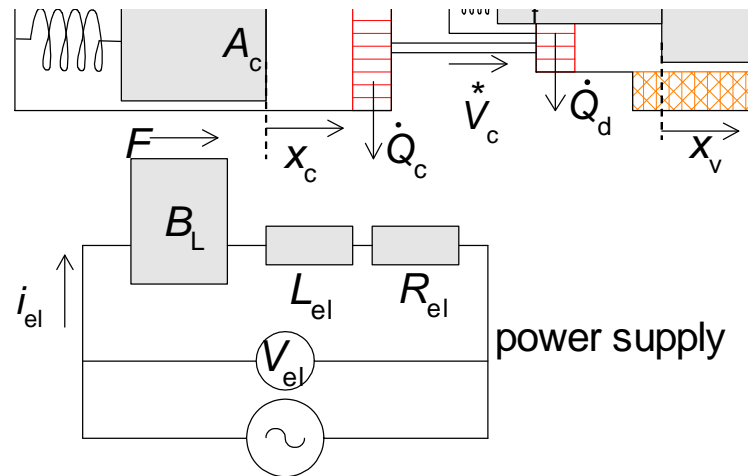 A_c
V̇*_c
Q̇_d
F
x_c
Q̇_c
x_v
B_L
i_el
L_el
R_el
V_el
power supply